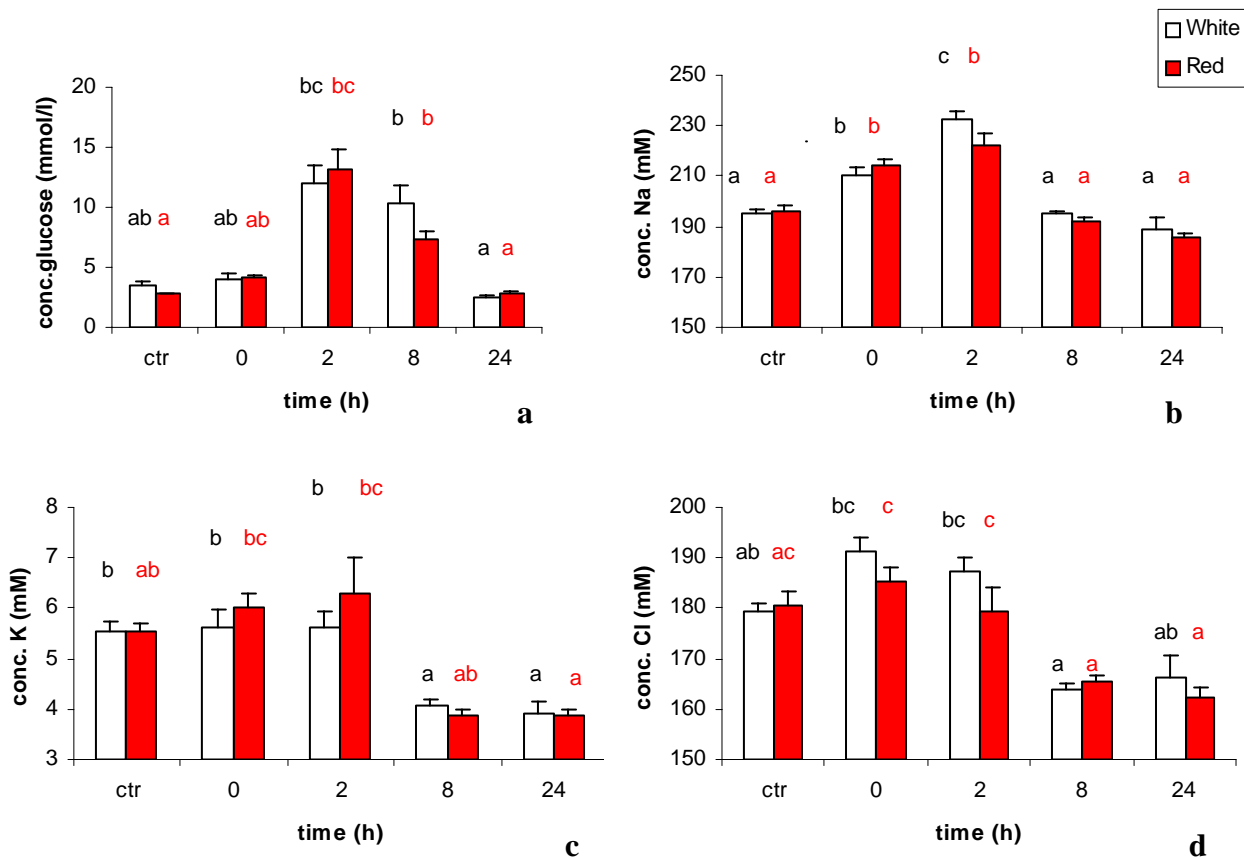 White
Red
20
15
10
5
0
conc.glucose (mmol/l)
ab a
ab ab
bc bc
b b
a a
ctr 0 2 8 24
time (h)
a
250
230
210
190
170
150
conc. Na (mM)
a a
b b
c b
a a
a a
ctr 0 2 8 24
time (h)
b
8
7
6
5
4
3
conc. K (mM)
b ab
b bc
b bc
a ab
a a
ctr 0 2 8 24
time (h)
c
200
190
180
170
160
150
conc. Cl (mM)
ab ac
bc c
bc c
a a
ab a
ctr 0 2 8 24
time (h)
d